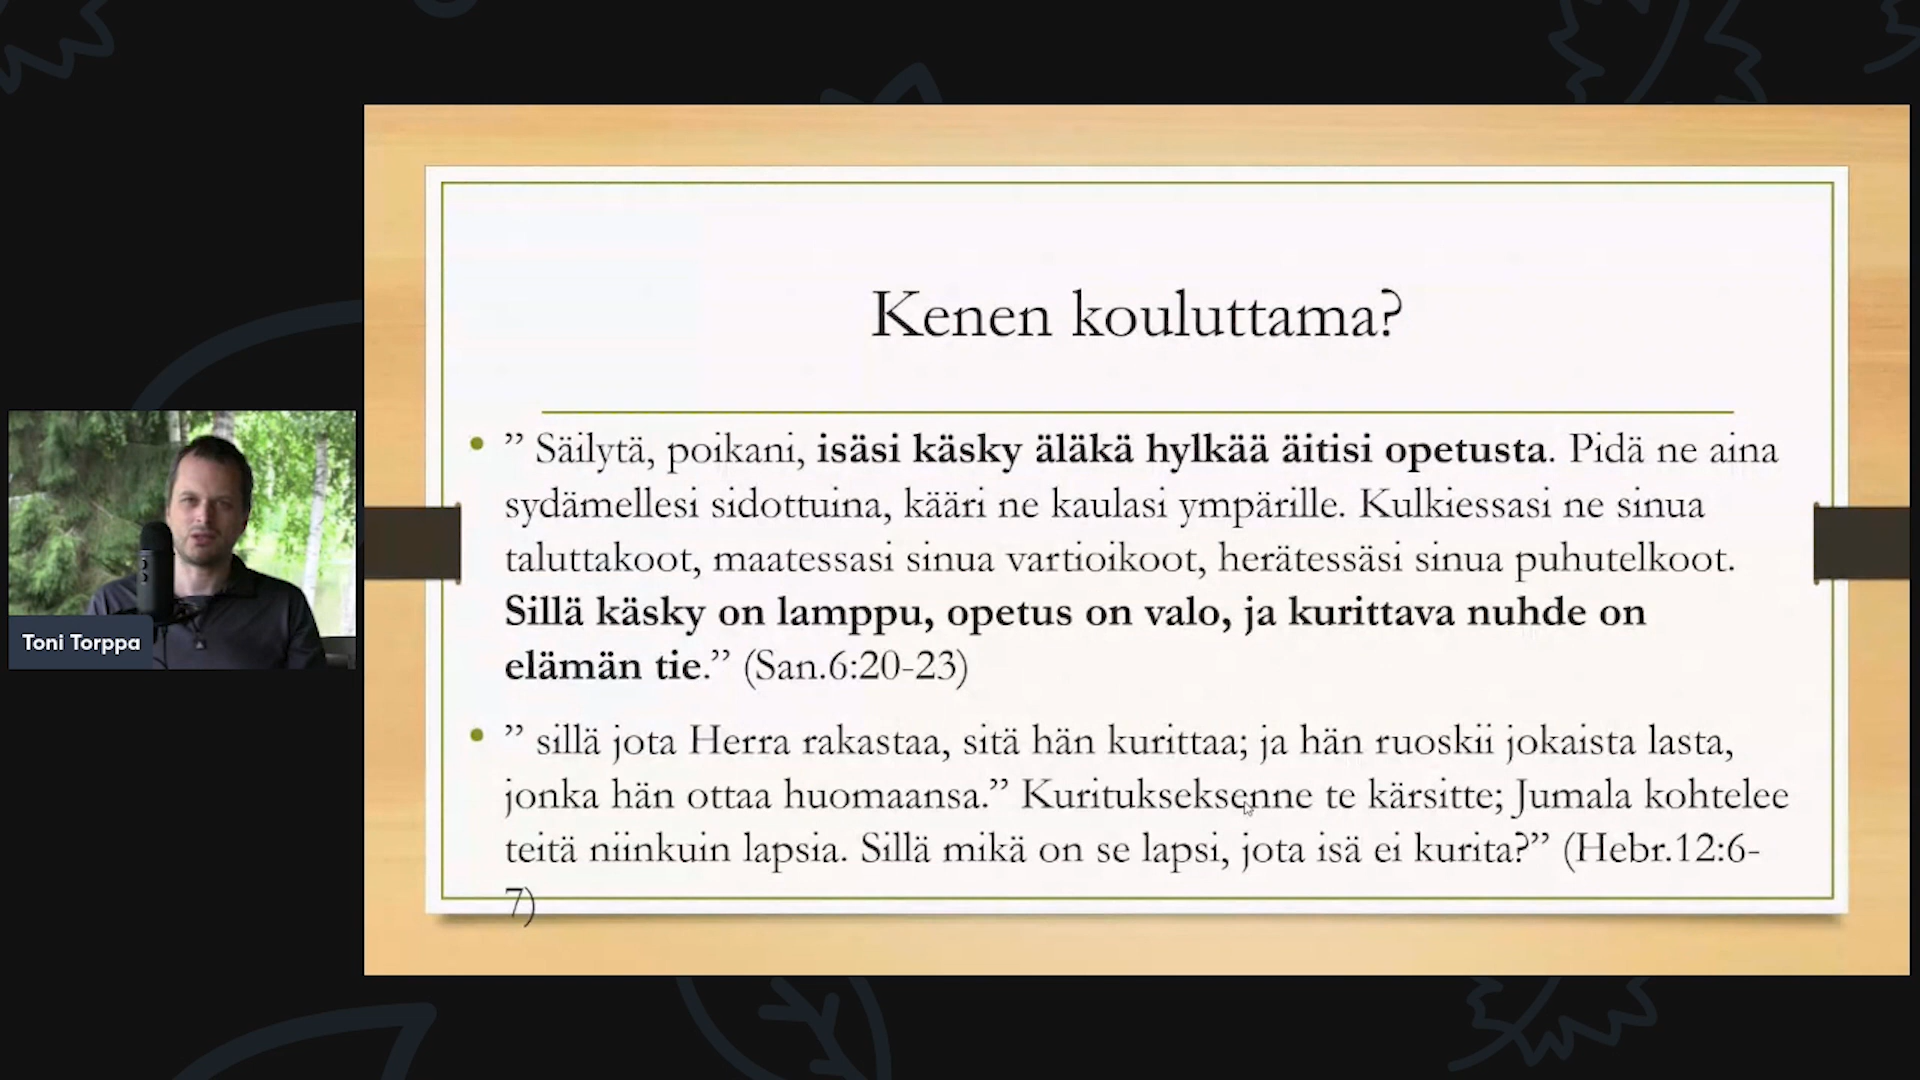 Kenen kouluttama?
” Säilytä, poikani, isäsi käsky äläkä hylkää äitisi opetusta. Pidä ne aina
sydämellesi sidottuina, kääri ne kaulasi ympärille. Kulkiessasi ne sinua
taluttakoot, maatessasi sinua vartioikoot, herätessäsi sinua puhutelkoot.
Sillä käsky on lamppu, opetus on valo, ja kurittava nuhde on
elämän tie.” (San.6:20-23)
” sillä jota Herra rakastaa, sitä hän kurittaa; ja hän ruoskii jokaista lasta,
jonka hän ottaa huomaansa.” Kuritukseksenne te kärsitte; Jumala kohtelee
teitä niinkuin lapsia. Sillä mikä on se lapsi, jota isä ei kurita?” (Hebr.12:6-
7)
Toni Torppa